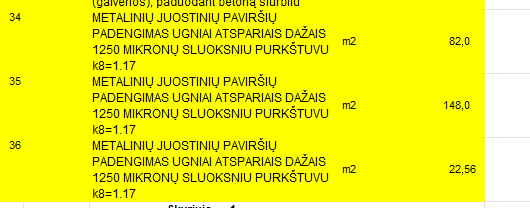 (galvenos), paduodant betoną siurbliu
34 METALINIŲ JUOSTINIŲ PAVIRŠIŲ
PADENGIMAS UGNIAI ATSPARIAIS DAŽAIS
1250 MIKRONŲ SLUOKSNIU PURKŠTUVU m2 82,0
k8=1.17
35 METALINIŲ JUOSTINIŲ PAVIRŠIŲ
PADENGIMAS UGNIAI ATSPARIAIS DAŽAIS
1250 MIKRONŲ SLUOKSNIU PURKŠTUVU m2 148,0
k8=1.17
36 METALINIŲ JUOSTINIŲ PAVIRŠIŲ
PADENGIMAS UGNIAI ATSPARIAIS DAŽAIS
1250 MIKRONŲ SLUOKSNIU PURKŠTUVU m2 22,56
k8=1.17